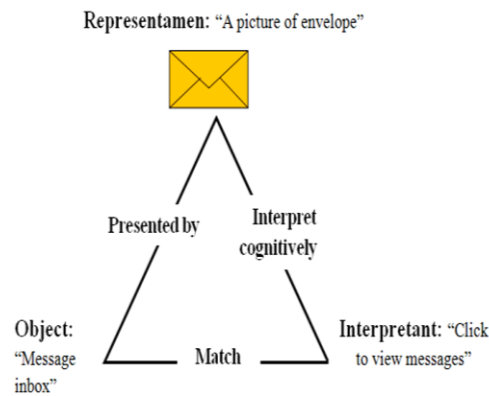 Representamen: “A picture of envelope”
Presented by
Interpret
cognitively
Object:
“Message
inbox”
Match
Interpretant: “Click
to view messages”